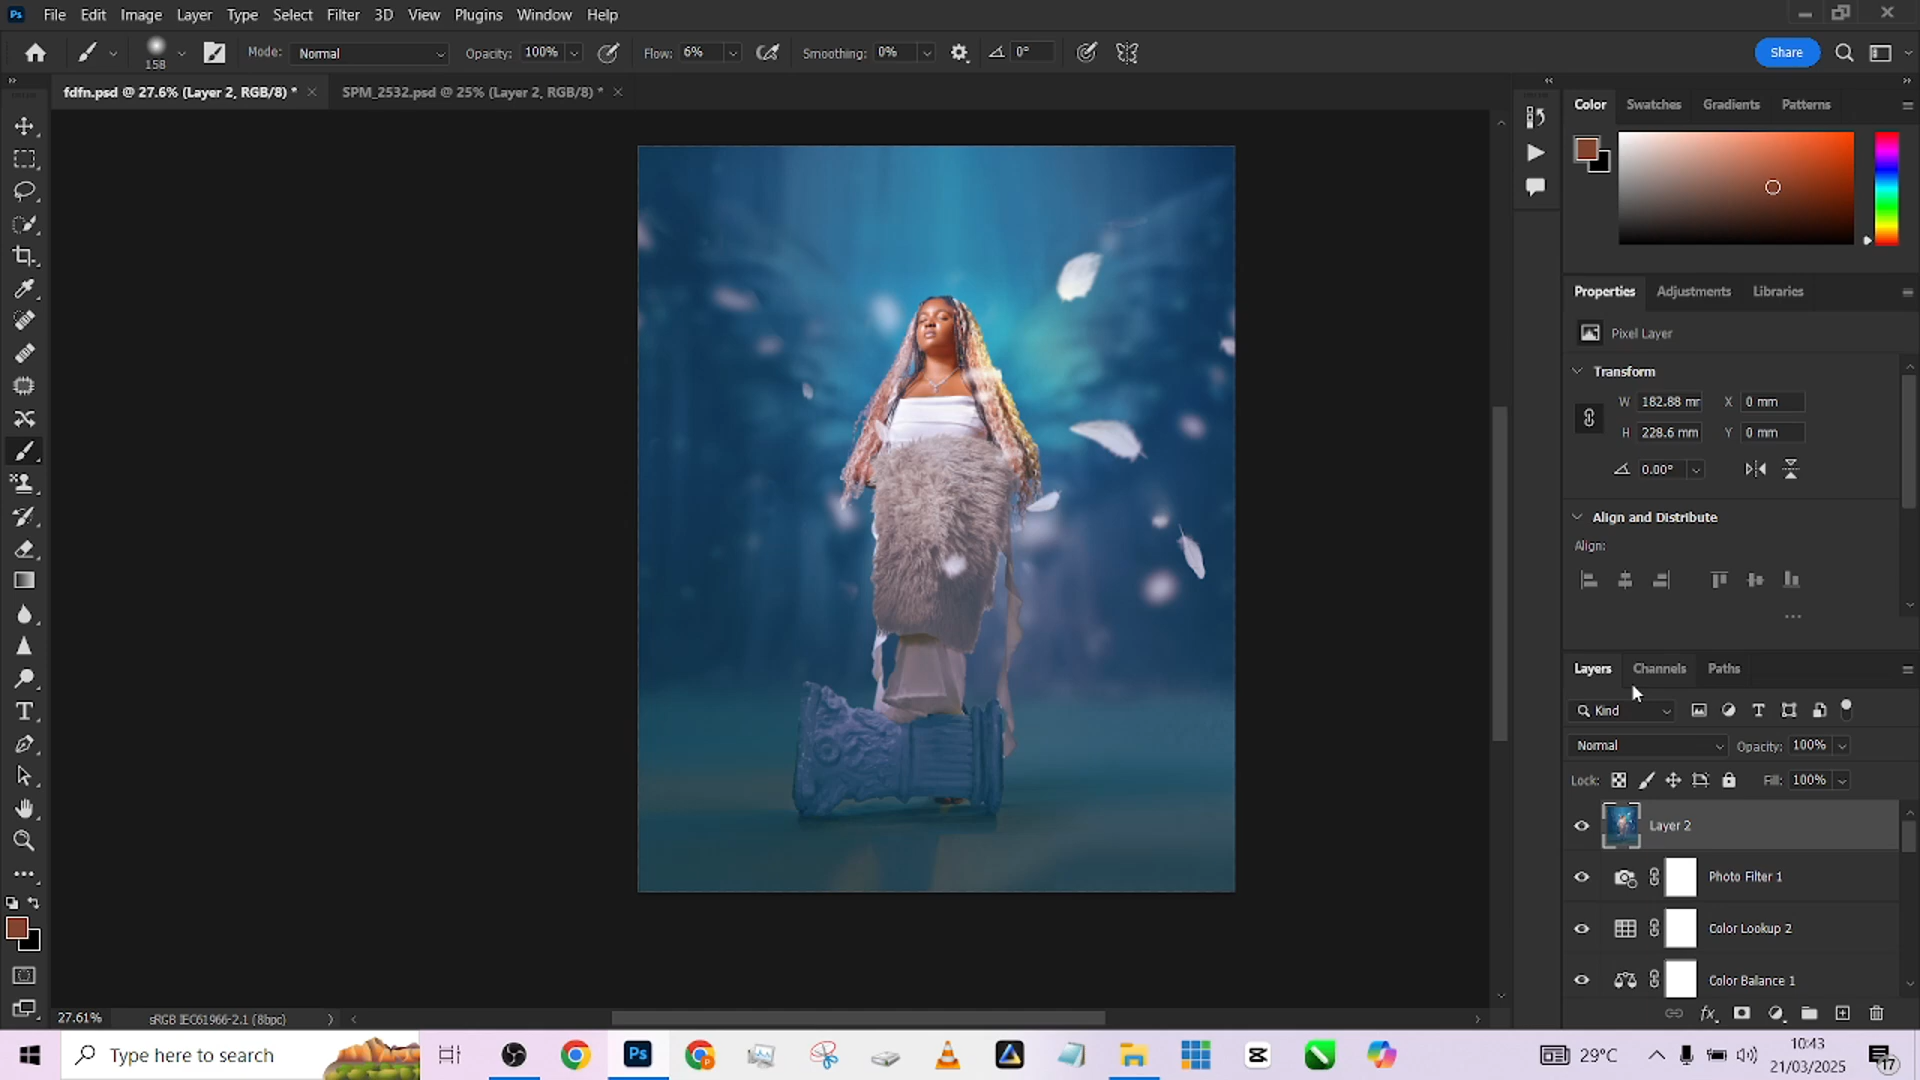 Ps File Edit Image Layer Type Select Filter 3D View Plugins Window Help
158 Mode: Normal Opacity: 100% Flow: 6% Smoothing: 0% 0° Share
fdfn.psd @ 27.6% (Layer 2, RGB/8) * SPM_2532.psd @ 25% (Layer 2, RGB/8) *
Color Swatches Gradients Patterns
Properties Adjustments Libraries
Pixel Layer
Transform
W 182.88 mr X 0 mm
H 228.6 mm Y 0 mm
0.00°
Align and Distribute
Align:
Layers Channels Paths
Kind
Normal Opacity: 100%
Lock: Fill: 100%
Layer 2
Photo Filter 1
Color Lookup 2
Color Balance 1
27.61% sRGB IEC61966-2.1 (8bpc)
Type here to search Ps 29°C 10:43
21/03/2025 17